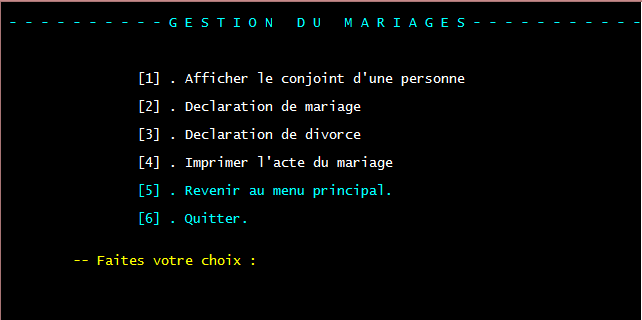 - - - - - - - - - - G E S T I O N   D U   M A R I A G E S - - - - - - - - - - -
[1] . Afficher le conjoint d'une personne
[2] . Declaration de mariage
[3] . Declaration de divorce
[4] . Imprimer l'acte du mariage
[5] . Revenir au menu principal.
[6] . Quitter.
-- Faites votre choix :